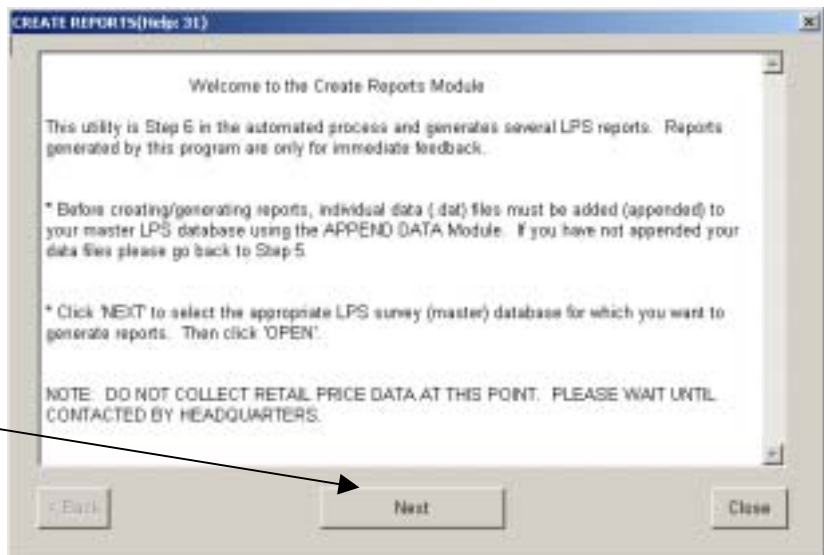 CREATE REPORTS(Help: 31)
Welcome to the Create Reports Module
This utility is Step 6 in the automated process and generates several LPS reports. Reports
generated by this program are only for immediate feedback.
* Before creating/generating reports, individual data (.dat) files must be added (appended) to
your master LPS database using the APPEND DATA Module. If you have not appended your
data files please go back to Step 5.
* Click 'NEXT' to select the appropriate LPS survey (master) database for which you want to
generate reports. Then click 'OPEN'.
NOTE: DO NOT COLLECT RETAIL PRICE DATA AT THIS POINT. PLEASE WAIT UNTIL
CONTACTED BY HEADQUARTERS.
< Back
Next
Close